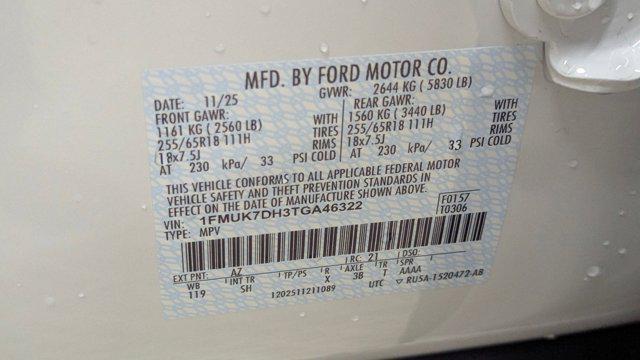 MFD. BY FORD MOTOR CO.
DATE: 11/25 GVWR: 2644 KG ( 5830 LB)
FRONT GAWR: WITH REAR GAWR: WITH
1161 KG ( 2560 LB) TIRES 1560 KG ( 3440 LB) TIRES
255/65R18 111H RIMS 255/65R18 111H RIMS
18x7.5J 18x7.5J
AT 230 kPa/ 33 PSI COLD AT 230 kPa/ 33 PSI COLD
THIS VEHICLE CONFORMS TO ALL APPLICABLE FEDERAL MOTOR
VEHICLE SAFETY AND THEFT PREVENTION STANDARDS IN
EFFECT ON THE DATE OF MANUFACTURE SHOWN ABOVE.
VIN: 1FMUK7DH3TGA46322 F0157
TYPE: MPV T0306
EXT PNT: AZ RC: 21 DSO:
WB INT TR TP/PS R AXLE TR SPR
119 SH X 3B T AAAA
1202511211089 UTC RU5A-1520472-AB